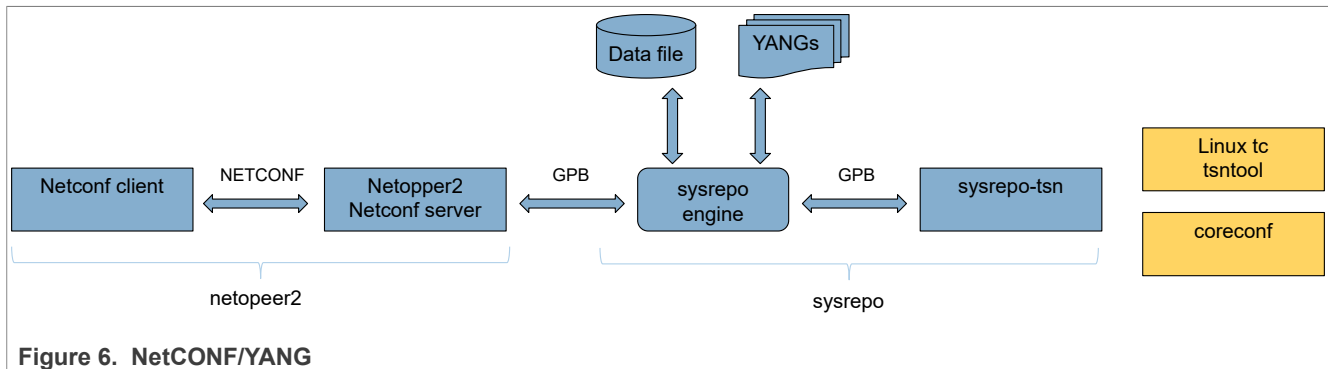 Data file
YANGs
Netconf client
NETCONF
Netopper2
Netconf server
GPB
sysrepo
engine
GPB
sysrepo-tsn
Linux tc
tsntool
coreconf
netopeer2
sysrepo
Figure 6. NetCONF/YANG